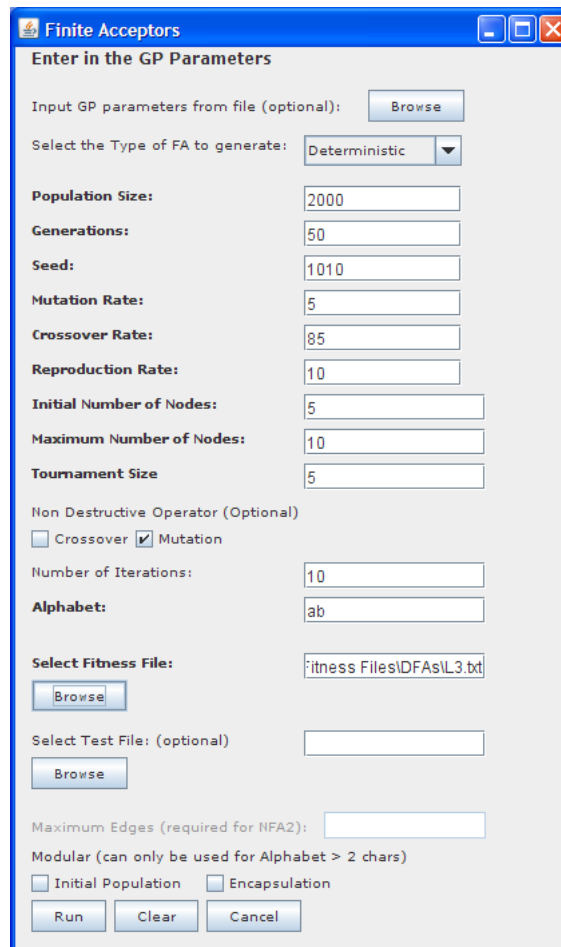 Finite Acceptors
Enter in the GP Parameters
Input GP parameters from file (optional): Browse
Select the Type of FA to generate: Deterministic
Population Size: 2000
Generations: 50
Seed: 1010
Mutation Rate: 5
Crossover Rate: 85
Reproduction Rate: 10
Initial Number of Nodes: 5
Maximum Number of Nodes: 10
Tournament Size 5
Non Destructive Operator (Optional)
Crossover Mutation
Number of Iterations: 10
Alphabet: ab
Select Fitness File: Fitness Files\DFAs\L3.txt
Browse
Select Test File: (optional)
Browse
Maximum Edges (required for NFA2):
Modular (can only be used for Alphabet > 2 chars)
Initial Population Encapsulation
Run Clear Cancel